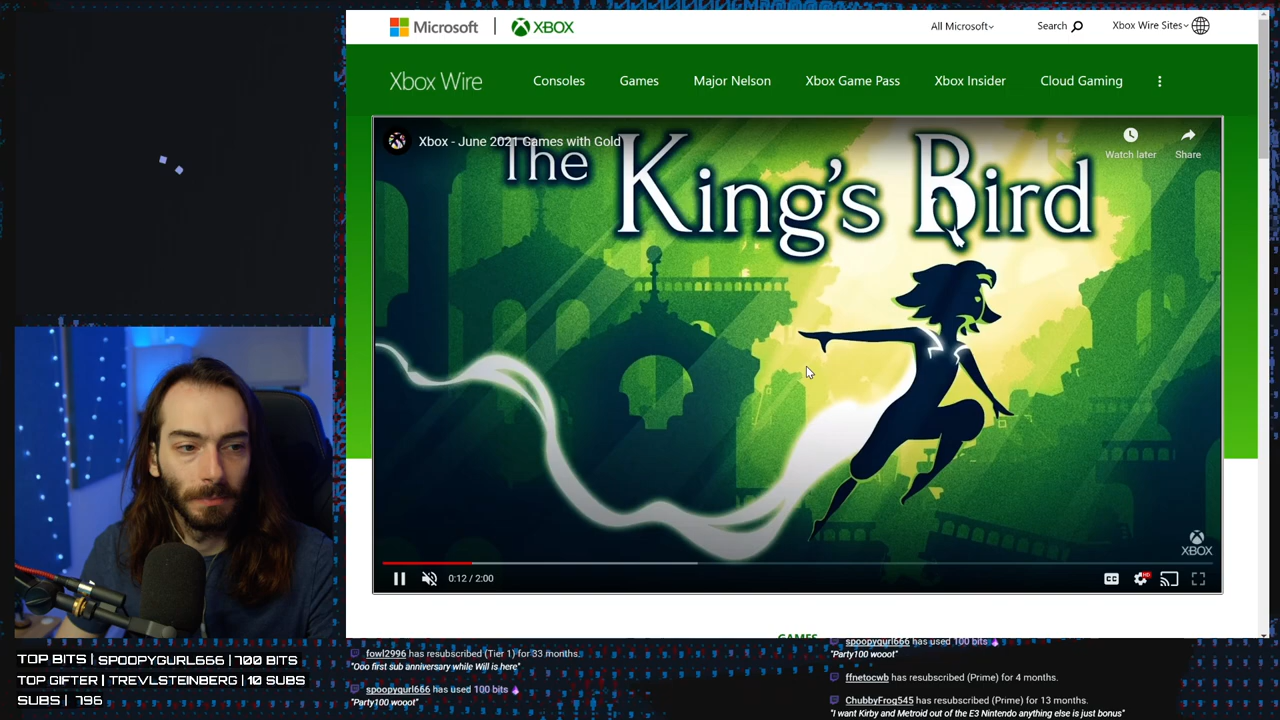 Microsoft | XBOX
All Microsoft
Search
Xbox Wire Sites
Xbox Wire
Consoles
Games
Major Nelson
Xbox Game Pass
Xbox Insider
Cloud Gaming
Xbox - June 2021 Games with Gold
Watch later
Share
The King's Bird
XBOX
0:12 / 2:00
CC
HD
GAMES
TOP BITS | SPOOPYGURL666 | 700 BITS
TOP GIFTER | TREVLSTEINBERG | 10 SUBS
SUBS | 796
fowl2996 has resubscribed (Tier 1) for 33 months.
"Ooo first sub anniversary while Will is here"
spoopygurl666 has used 100 bits
"Party100 wooot"
spoopygurl666 has used 100 bits
"Party100 wooot"
ffnetocwb has resubscribed (Prime) for 4 months.
ChubbyFrog545 has resubscribed (Prime) for 13 months.
"I want Kirby and Metroid out of the E3 Nintendo anything else is just bonus"